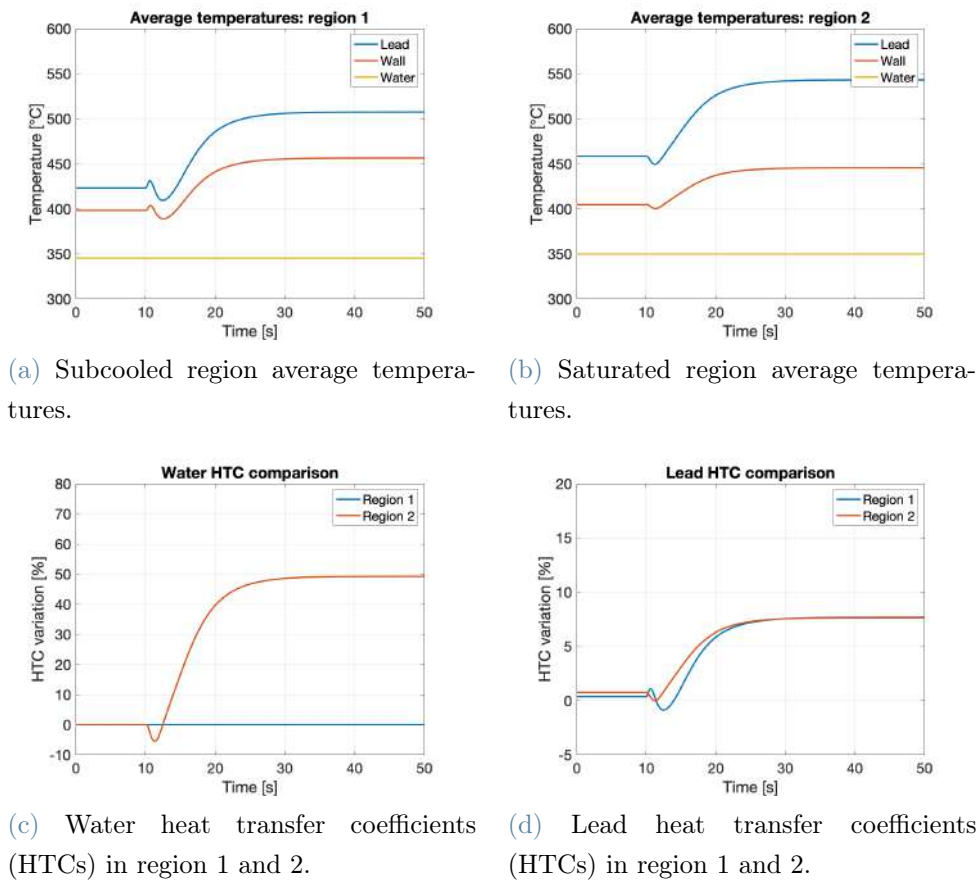 Average temperatures: region 1
600
550
500
450
400
350
300
Temperature [°C]
Lead
Wall
Water
0 10 20 30 40 50
Time [s]
(a) Subcooled region average tempera-
tures.
Average temperatures: region 2
600
550
500
450
400
350
300
Temperature [°C]
Lead
Wall
Water
0 10 20 30 40 50
Time [s]
(b) Saturated region average tempera-
tures.
Water HTC comparison
80
70
60
50
40
30
20
10
0
-10
HTC variation [%]
Region 1
Region 2
0 10 20 30 40 50
Time [s]
(c) Water heat transfer coefficients
(HTCs) in region 1 and 2.
Lead HTC comparison
20
15
10
5
0
-5
HTC variation [%]
Region 1
Region 2
0 10 20 30 40 50
Time [s]
(d) Lead heat transfer coefficients
(HTCs) in region 1 and 2.